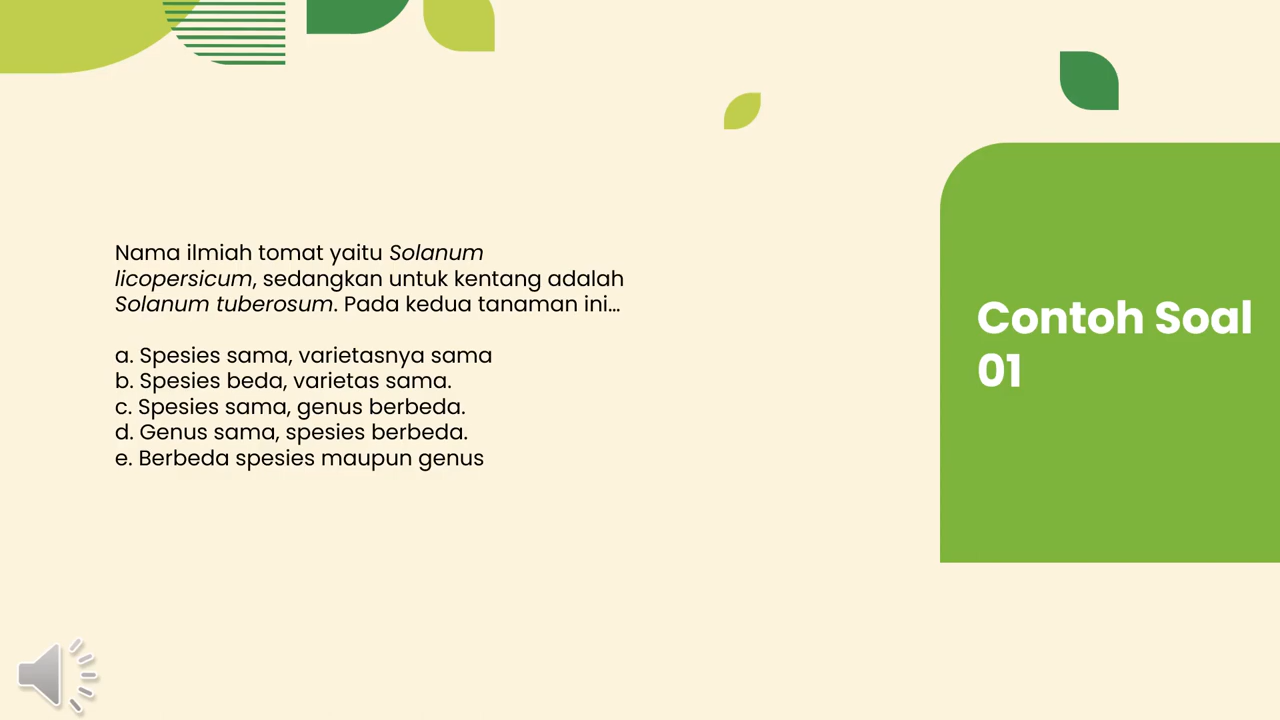 Nama ilmiah tomat yaitu Solanum
licopersicum, sedangkan untuk kentang adalah
Solanum tuberosum. Pada kedua tanaman ini...
a. Spesies sama, varietasnya sama
b. Spesies beda, varietas sama.
c. Spesies sama, genus berbeda.
d. Genus sama, spesies berbeda.
e. Berbeda spesies maupun genus
Contoh Soal
01